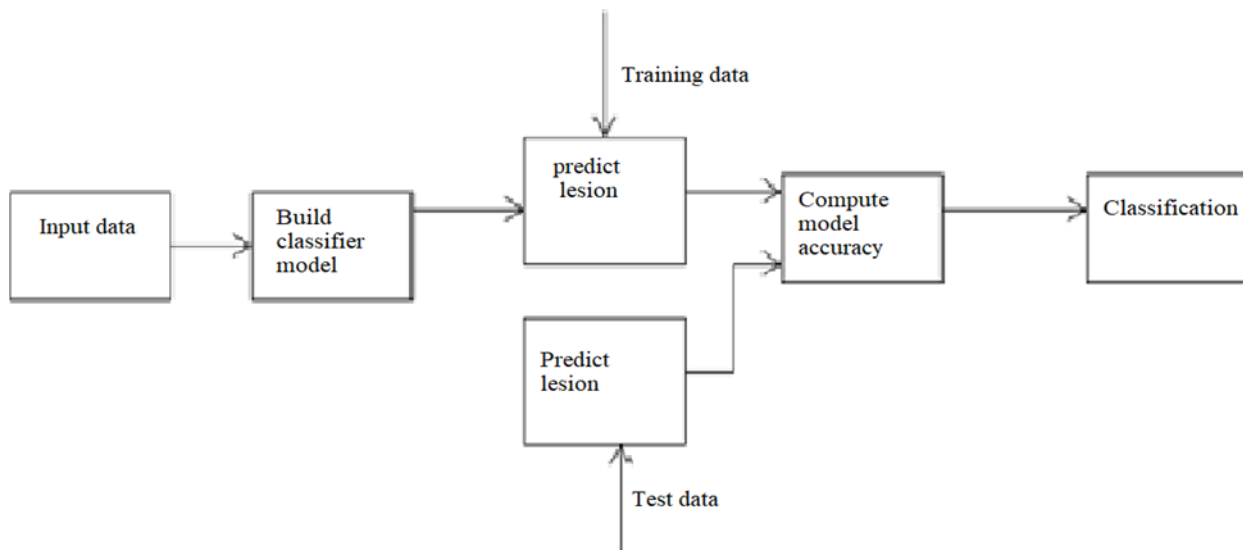 Training data
predict
lesion
Input data
Build
classifier
model
Compute
model
accuracy
Classification
Predict
lesion
Test data